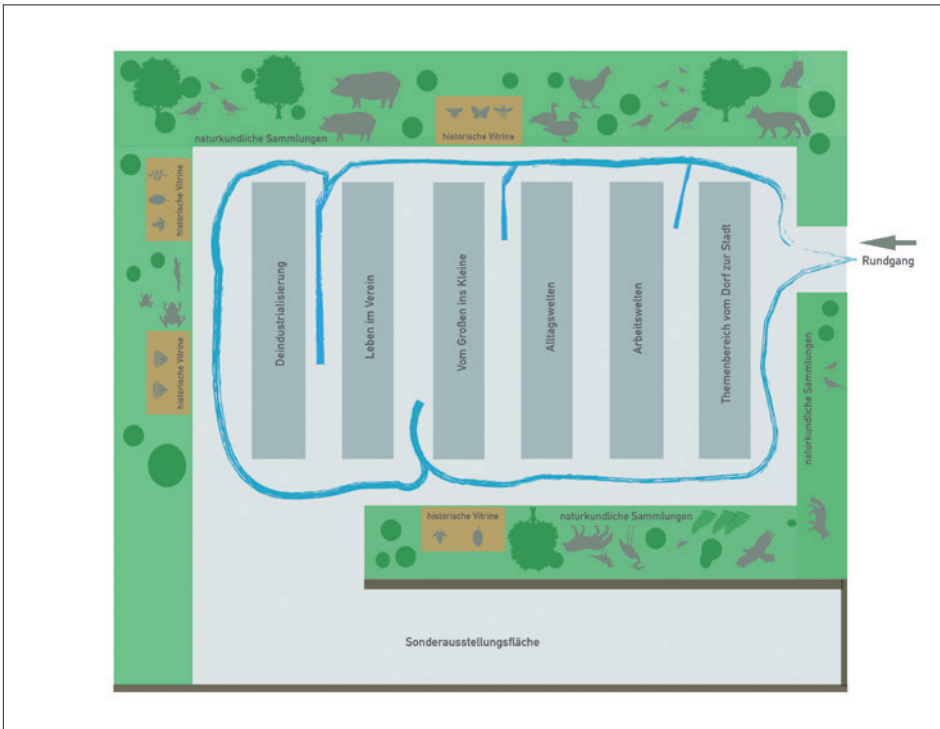 naturkundliche Sammlungen
historische Vitrine
historische Vitrine
historische Vitrine
Rundgang
Deindustrialisierung
Leben im Verein
Vom Großen ins Kleine
Alltagswelten
Arbeitswelten
Themenbereich vom Dorf zur Stadt
naturkundliche Sammlungen
historische Vitrine
naturkundliche Sammlungen
Sonderausstellungsfläche